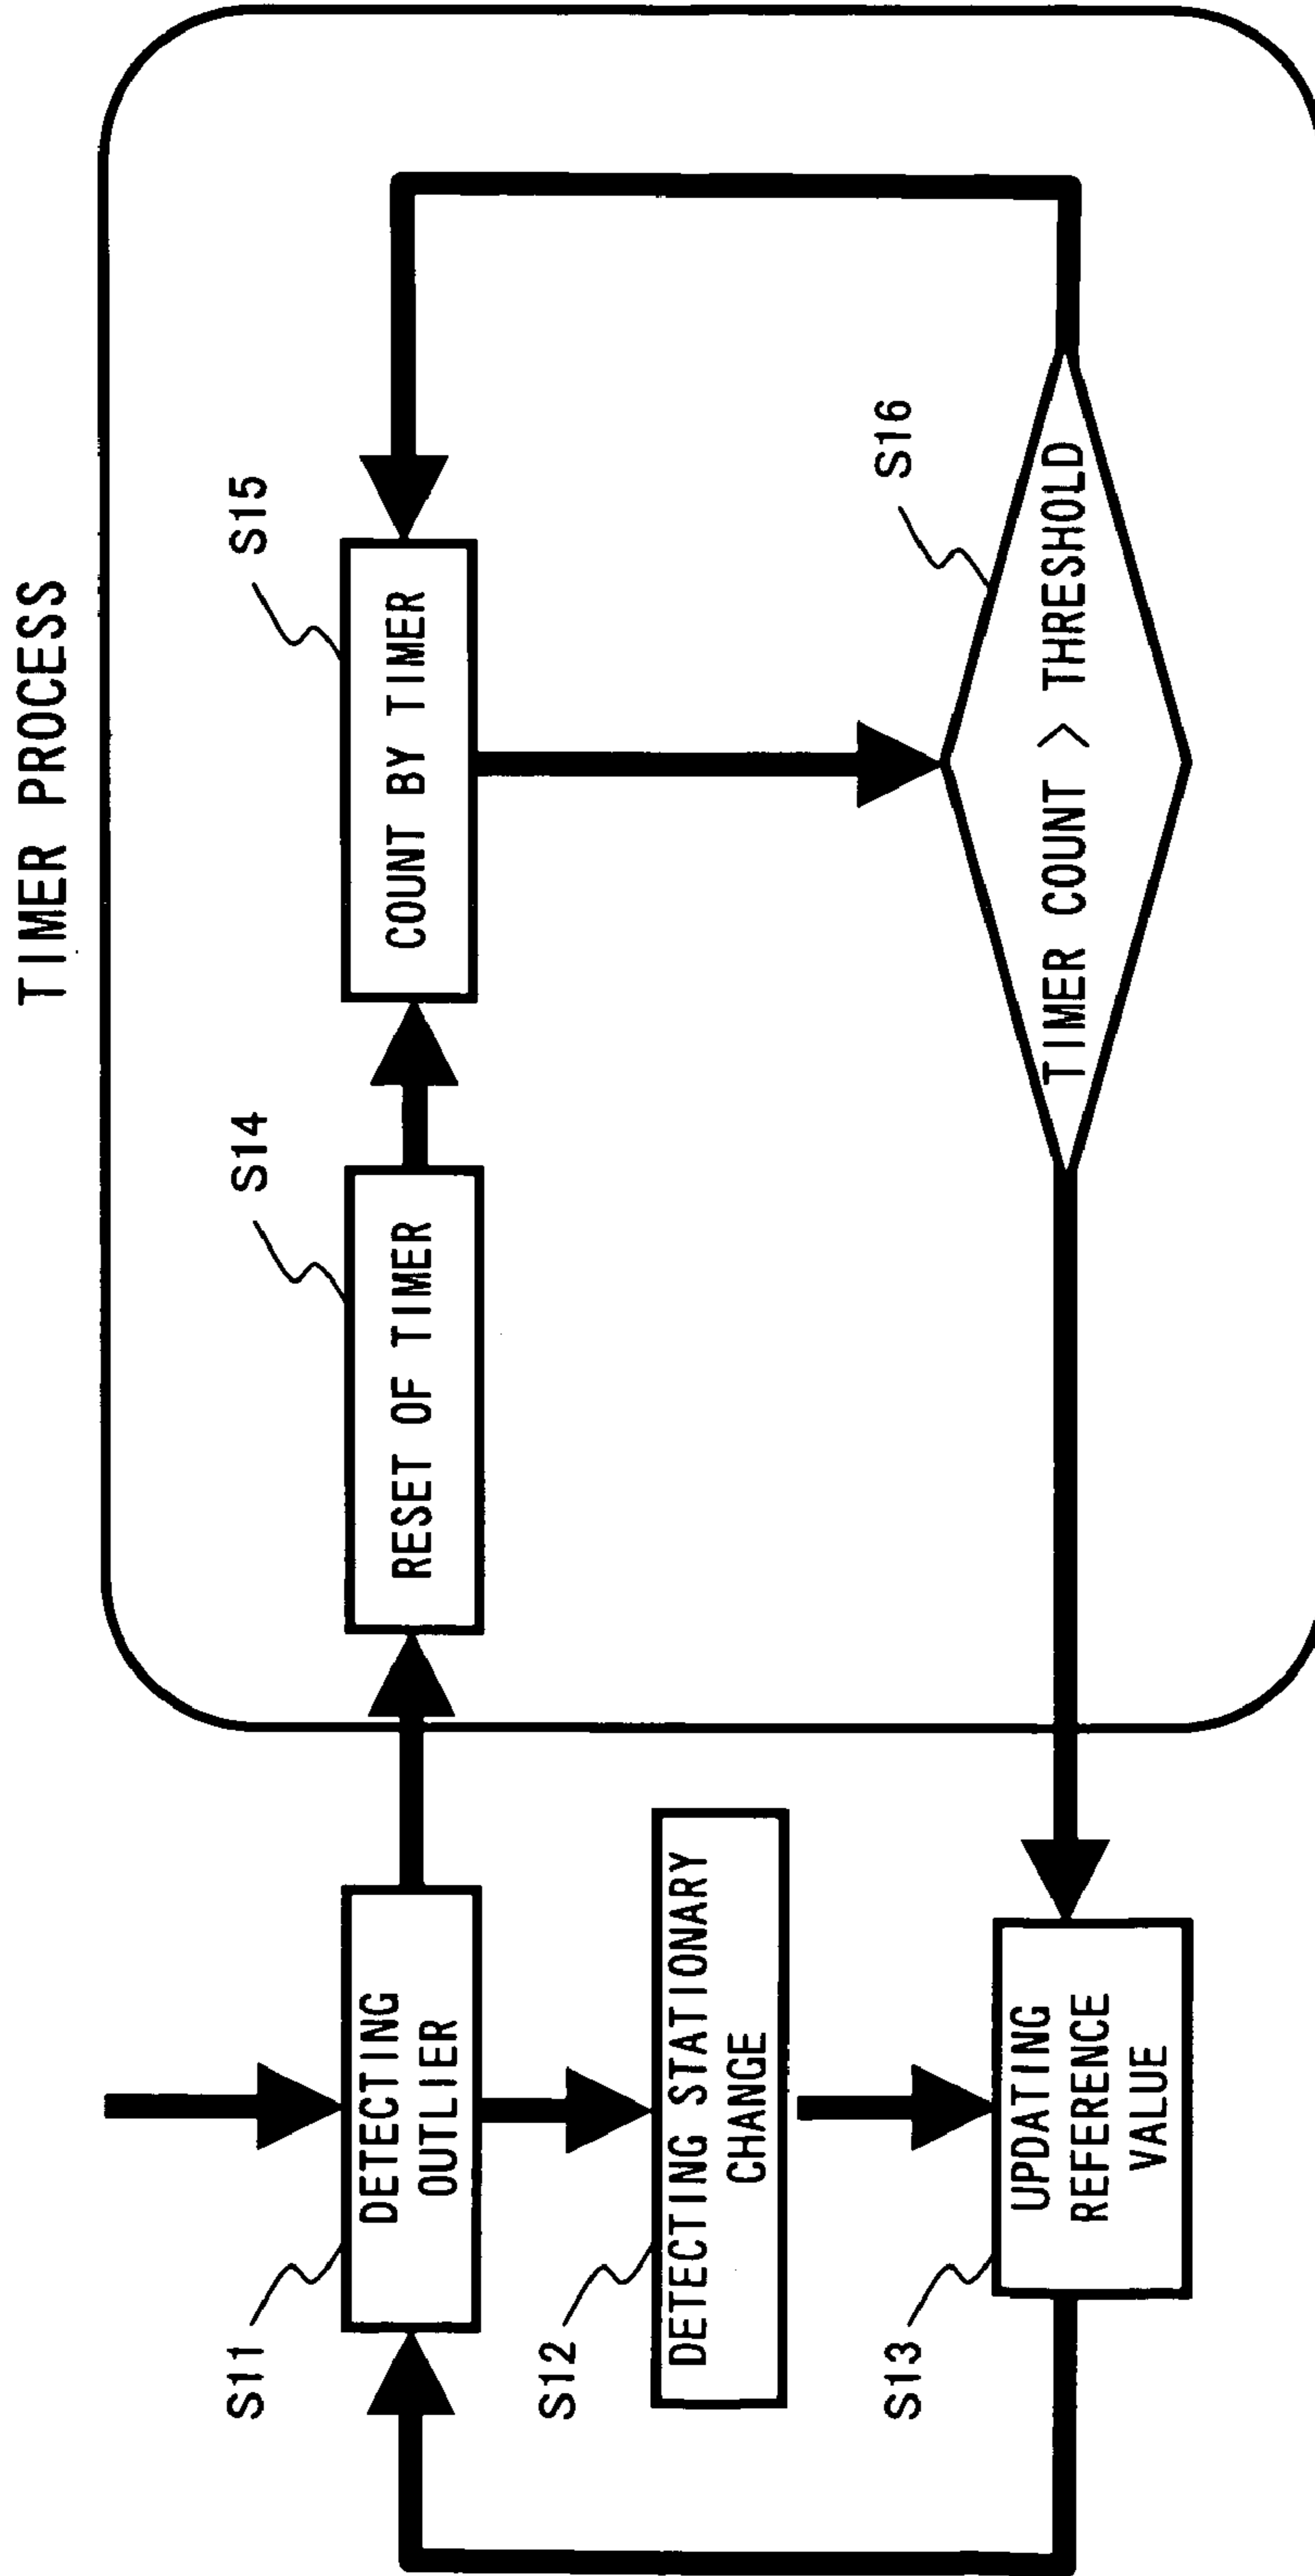 TIMER PROCESS
S11
DETECTING
OUTLIER
S14
RESET OF TIMER
S15
COUNT BY TIMER
S12
DETECTING STATIONARY
CHANGE
S13
UPDATING
REFERENCE
VALUE
S16
TIMER COUNT > THRESHOLD